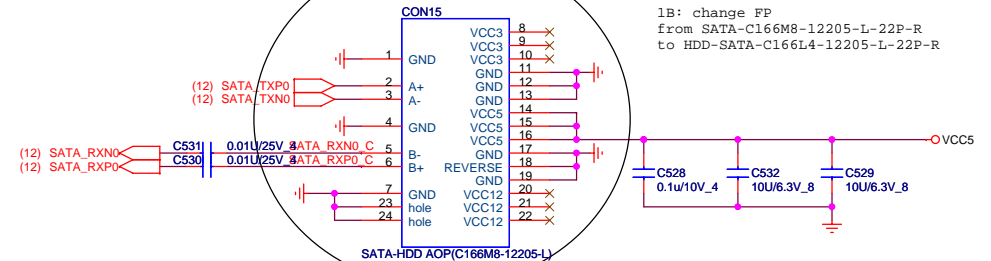 CON15
1B: change FP
from SATA-C166M8-12205-L-22P-R
to HDD-SATA-C166L4-12205-L-22P-R
VCC3 8
VCC3 9
VCC3 10
1 GND
GND 11
(12) SATA_TXP0 2 A+
GND 12
(12) SATA_TXN0 3 A-
GND 13
VCC5 14
4 GND
VCC5 15
VCC5 16
VCC5
C531 0.01U/25V_4 SATA_RXN0_C
(12) SATA_RXN0 5 B-
GND 17
C530 0.01U/25V_4 SATA_RXP0_C
(12) SATA_RXP0 6 B+
REVERSE 18
GND 19
C528
0.1u/10V_4
C532
10U/6.3V_8
C529
10U/6.3V_8
7 GND
VCC12 20
23 hole
VCC12 21
24 hole
VCC12 22
SATA-HDD AOP(C166M8-12205-L)